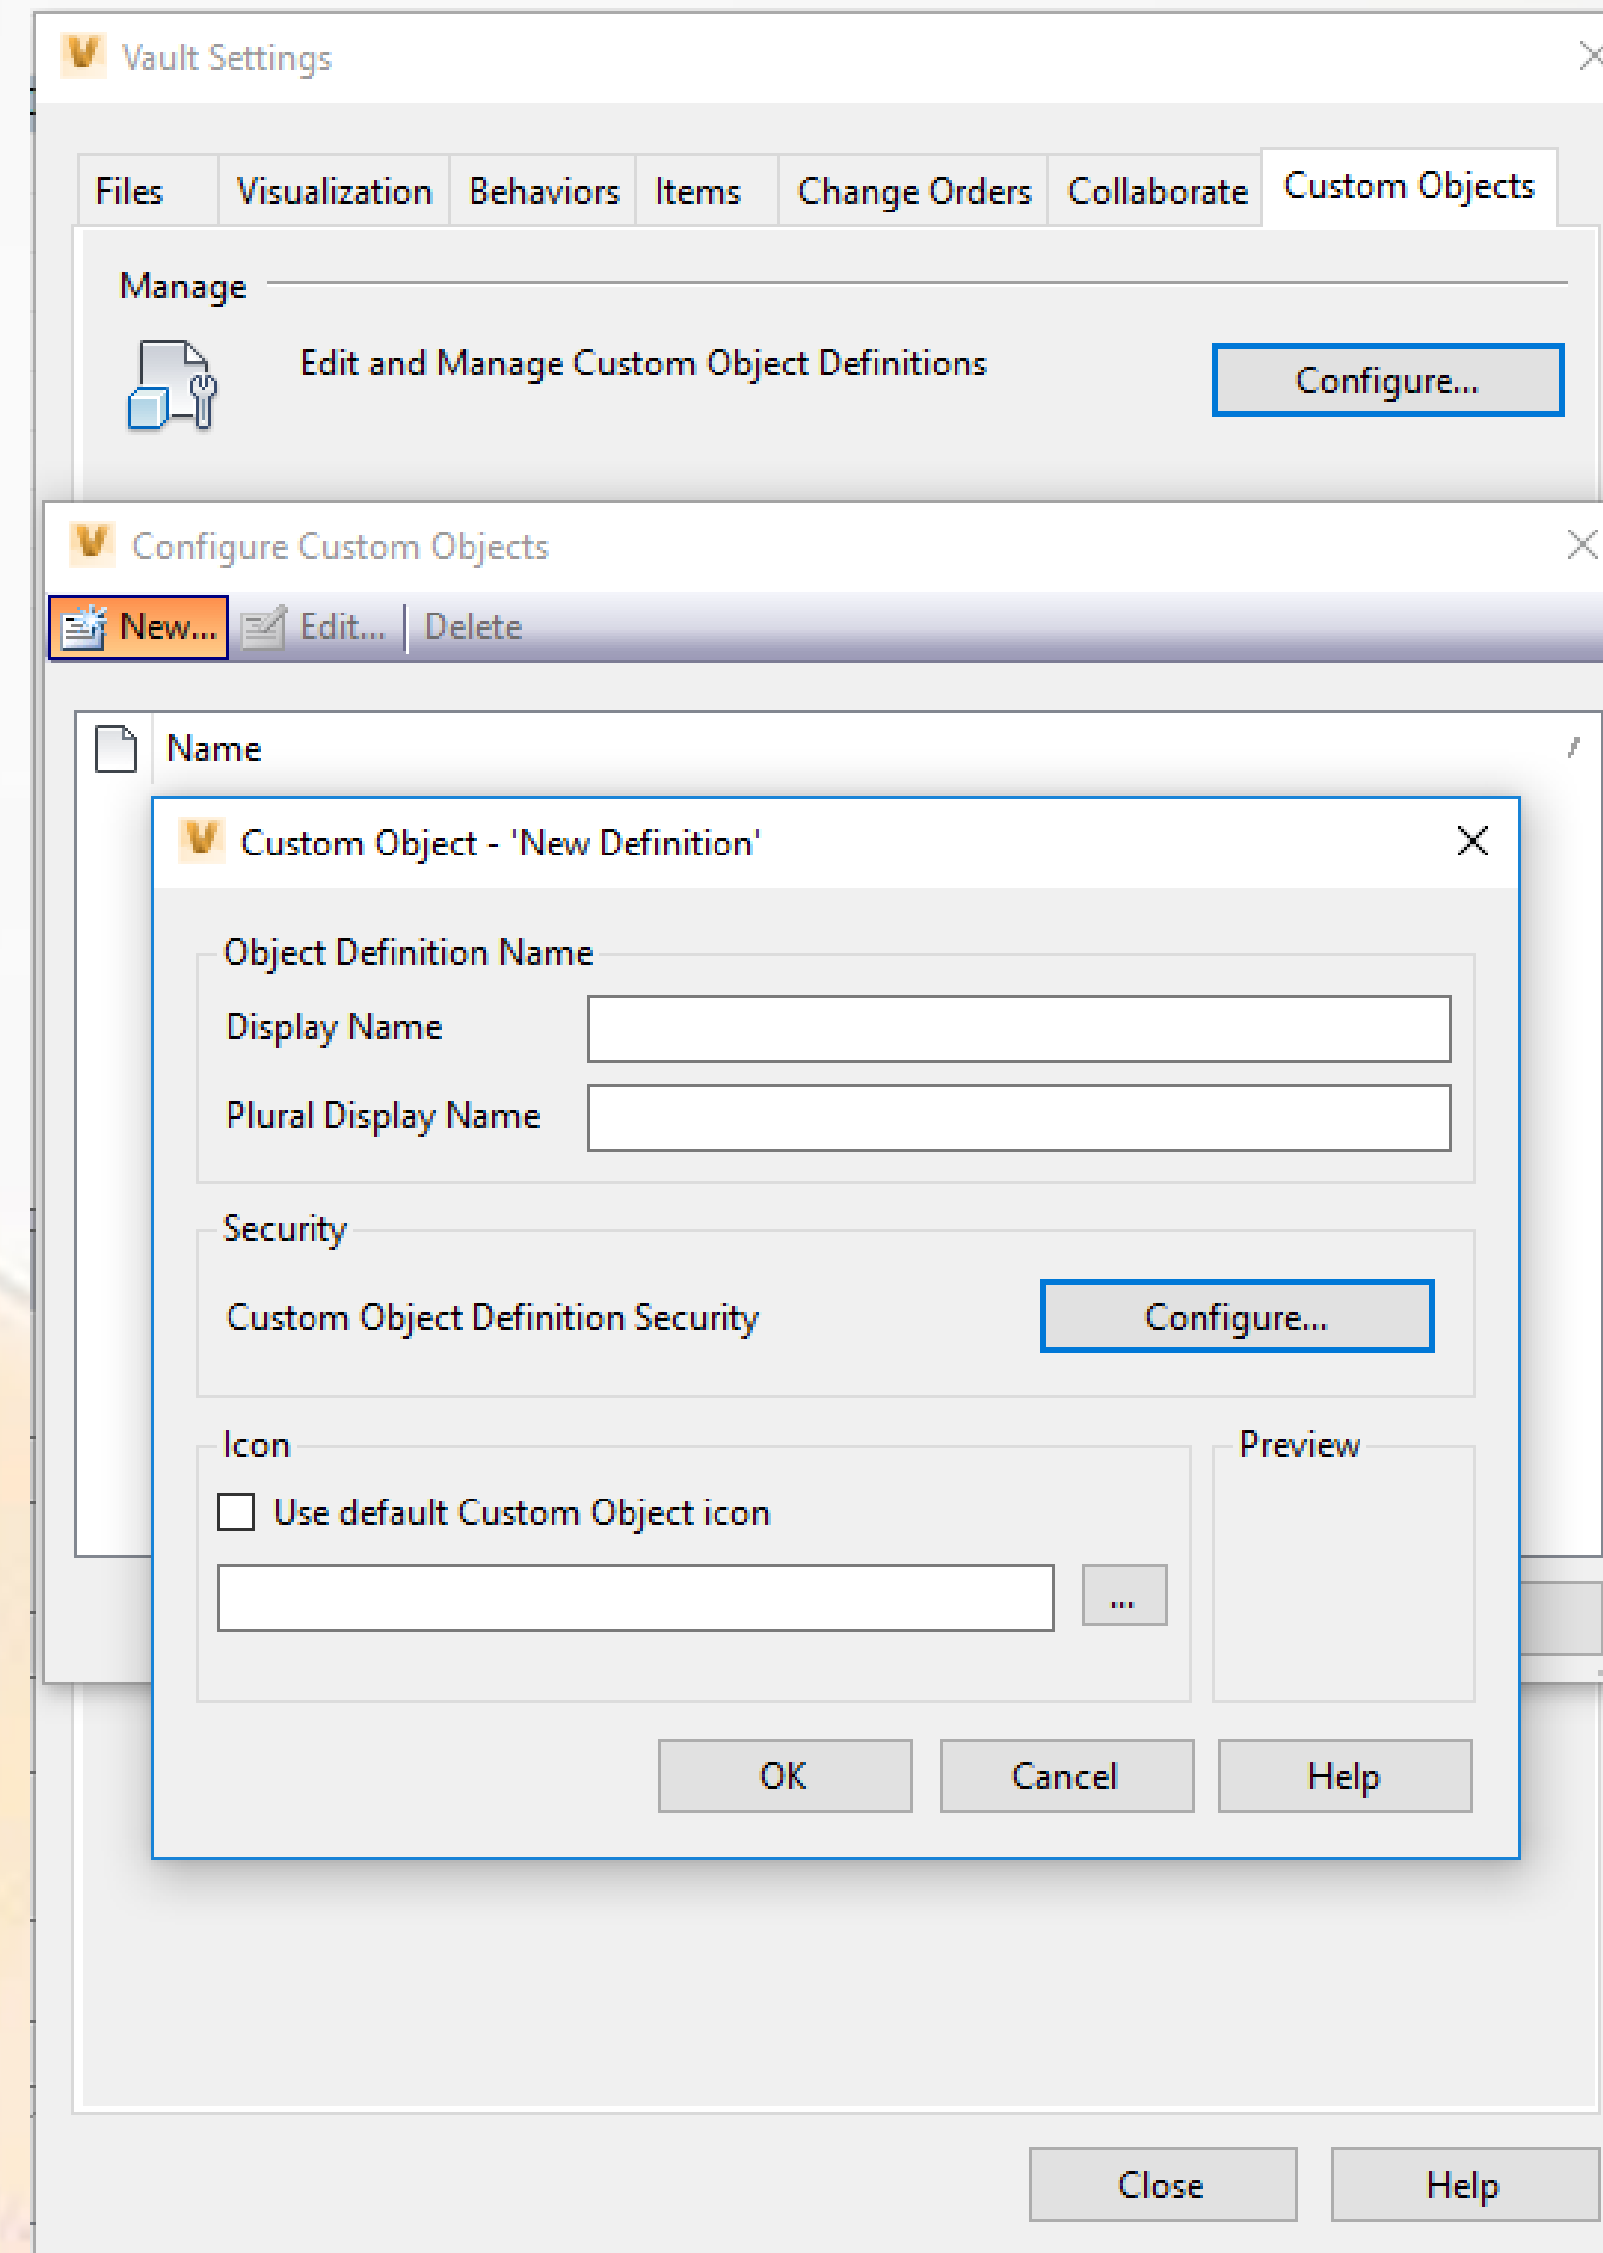 Vault Settings
Files Visualization Behaviors Items Change Orders Collaborate Custom Objects
Manage
Edit and Manage Custom Object Definitions Configure...
Configure Custom Objects
New... Edit... Delete
Name
Custom Object - 'New Definition'
Object Definition Name
Display Name
Plural Display Name
Security
Custom Object Definition Security Configure...
Icon Preview
Use default Custom Object icon
...
OK Cancel Help
Close Help